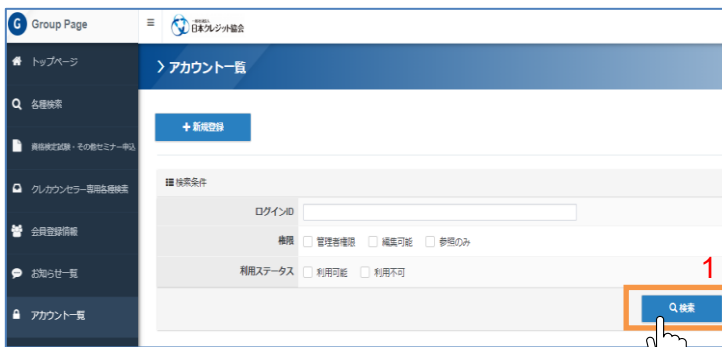 G Group Page
一般社団法人
日本クレジット協会
トップページ
アカウント一覧
各種検索
+ 新規登録
資格検定試験・その他セミナー申込
クレカウンセラー専用各種検索
検索条件
ログインID
会員登録情報
権限 管理者権限 編集可能 参照のみ
お知らせ一覧
利用ステータス 利用可能 利用不可
1
検索
アカウント一覧